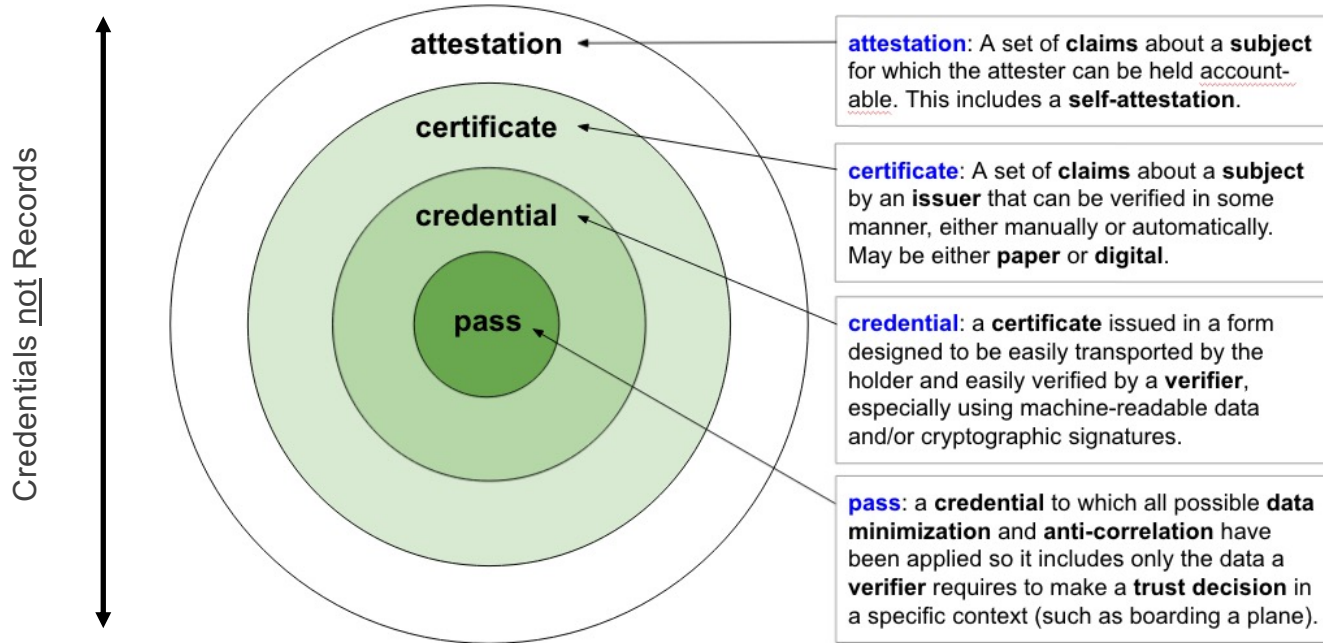 Credentials not Records
attestation
certificate
credential
pass
attestation: A set of claims about a subject
for which the attester can be held account-
able. This includes a self-attestation.
certificate: A set of claims about a subject
by an issuer that can be verified in some
manner, either manually or automatically.
May be either paper or digital.
credential: a certificate issued in a form
designed to be easily transported by the
holder and easily verified by a verifier,
especially using machine-readable data
and/or cryptographic signatures.
pass: a credential to which all possible data
minimization and anti-correlation have
been applied so it includes only the data a
verifier requires to make a trust decision in
a specific context (such as boarding a plane).